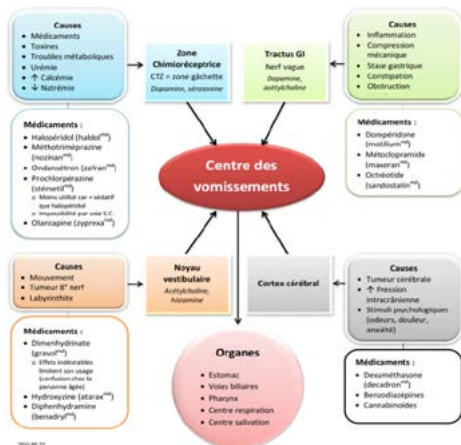 Causes
• Médicaments
• Toxines
• Troubles métaboliques
• Urémie
• ↑ Calcémie
• ↓ Natrémie
Zone
Chimioréceptrice
CTZ = zone gâchette
Dopamine, sérotonine
Tractus GI
Nerf vague
Dopamine,
acétylcholine
Causes
• Inflammation
• Compression
mécanique
• Stase gastrique
• Constipation
• Obstruction
Médicaments :
• Halopéridol (haldol
• Méthotriméprazine
(nozinan
• Ondansétron (zofran
• Prochlorpérazine
(stémétil
o Moins utilisé car + sédatif
que halopéridol
o Impossibilité par voie S.C.
• Olanzapine (zyprexa
Médicaments :
• Dompéridone
(motilium
• Métoclopramide
(maxeran
• Octréotide
(sandostatin
Centre des
vomissements
Causes
• Mouvement
• Tumeur 8° nerf
• Labyrinthite
Noyau
vestibulaire
Acétylcholine,
histamine
Cortex cérébral
Causes
• Tumeur cérébrale
• ↑ Pression
intracrânienne
• Stimuli psychologiques
(odeurs, douleur,
anxiété)
Médicaments :
• Dimenhydrinate
(gravol
o Effets indésirables
limitent son usage
(confusion chez la
personne âgée)
• Hydroxyzine (atarax
• Diphenhydramine
(benadryl
Organes
• Estomac
• Voies biliaires
• Pharynx
• Centre respiration
• Centre salivation
Médicaments :
• Dexaméthasone
(decadron
• Benzodiazépines
• Cannabinoïdes